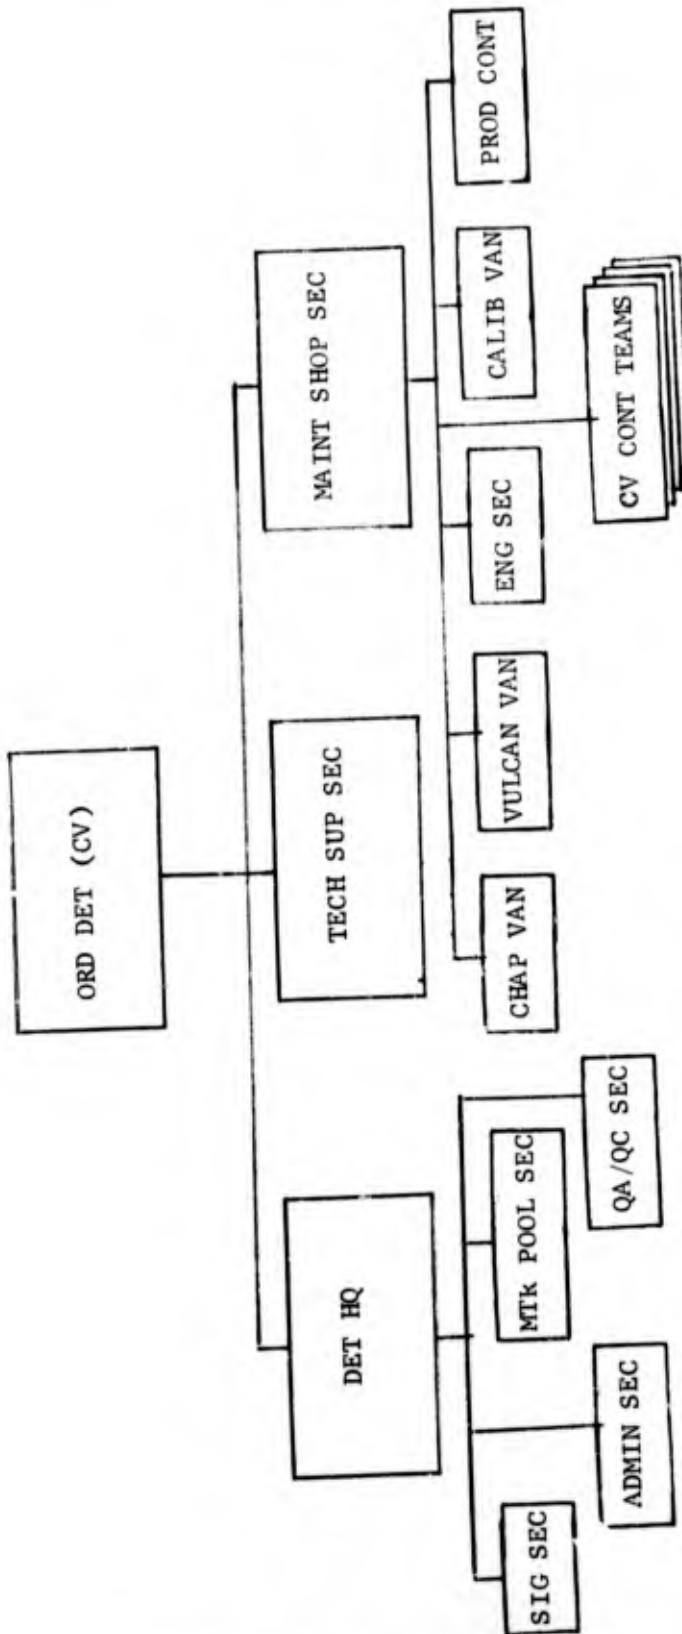 ORD DET (CV)
DET HQ
TECH SUP SEC
MAINT SHOP SEC
SIG SEC
ADMIN SEC
MTk POOL SEC
QA/QC SEC
CHAP VAN
VULCAN VAN
ENG SEC
CV CONT TEAMS
CALIB VAN
PROD CONT